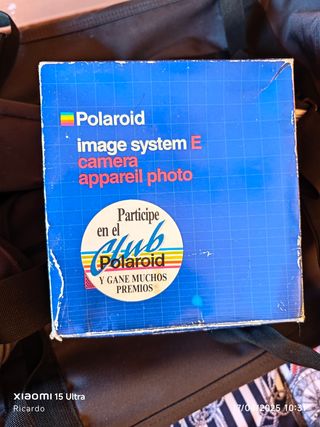 Polaroid
image system E
camera
appareil photo
Participe
en el
Club
Polaroid
Y GANE MUCHOS
PREMIOS
xiaomi 15 Ultra
Ricardo